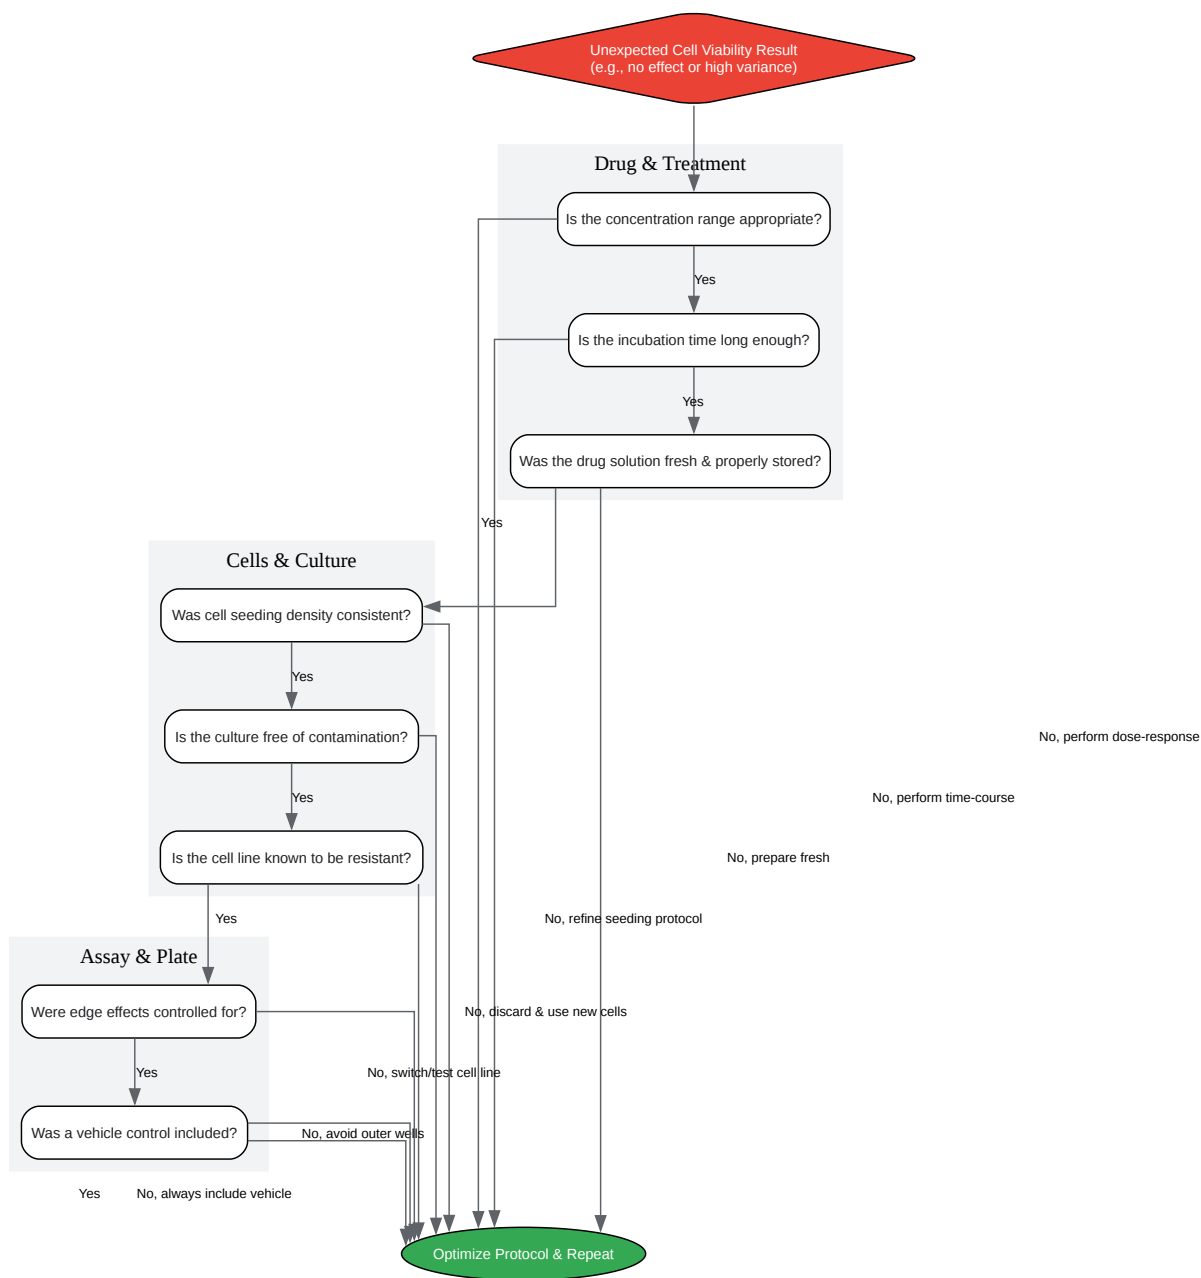 Unexpected Cell Viability Result
(e.g., no effect or high variance)
Drug & Treatment
Is the concentration range appropriate?
Yes
Is the incubation time long enough?
Yes
Was the drug solution fresh & properly stored?
Yes
Cells & Culture
Was cell seeding density consistent?
Yes
Is the culture free of contamination?
No, perform dose-response
Yes
No, perform time-course
Is the cell line known to be resistant?
No, prepare fresh
Yes
No, refine seeding protocol
Assay & Plate
Were edge effects controlled for?
No, discard & use new cells
Yes
No, switch/test cell line
Was a vehicle control included?
No, avoid outer wells
Yes
No, always include vehicle
Optimize Protocol & Repeat